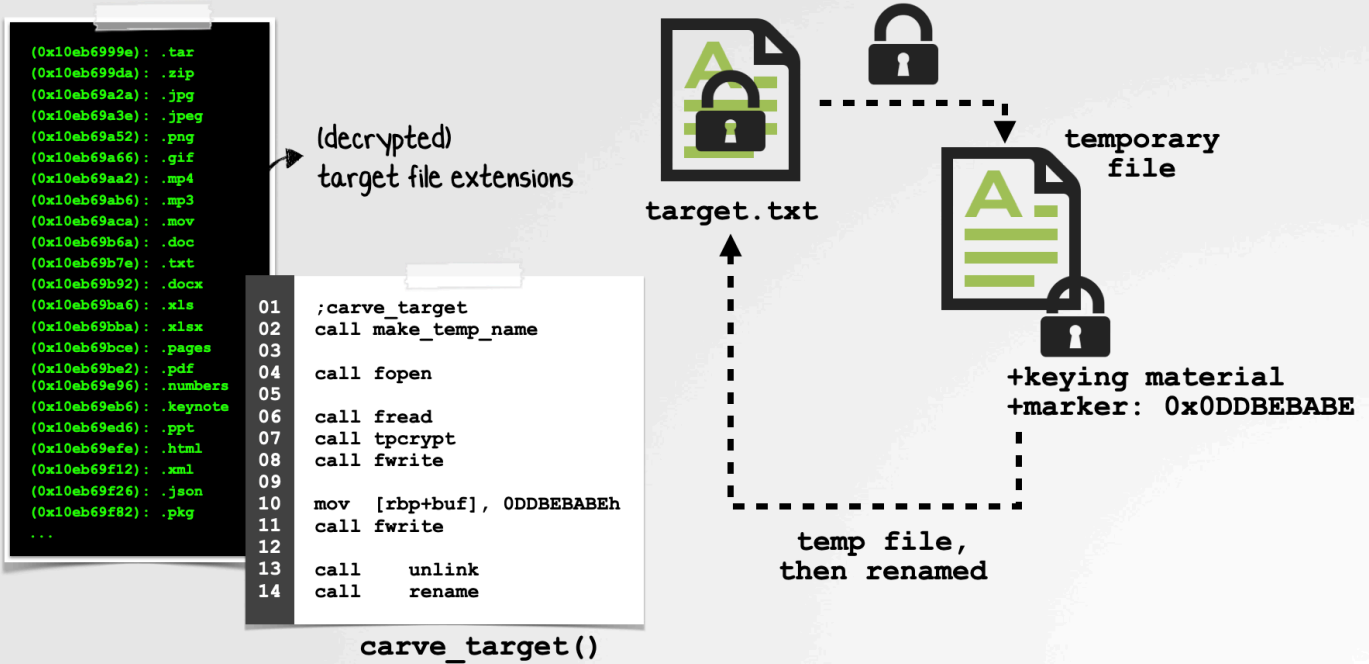 (0x10eb6999e): .tar
(0x10eb699da): .zip
(0x10eb69a2a): .jpg
(0x10eb69a3e): .jpeg
(0x10eb69a52): .png
(0x10eb69a66): .gif
(0x10eb69aa2): .mp4
(0x10eb69ab6): .mp3
(0x10eb69aca): .mov
(0x10eb69b6a): .doc
(0x10eb69b7e): .txt
(0x10eb69b92): .docx
(0x10eb69ba6): .xls
(0x10eb69bba): .xlsx
(0x10eb69bce): .pages
(0x10eb69be2): .pdf
(0x10eb69e96): .numbers
(0x10eb69eb6): .keynote
(0x10eb69ed6): .ppt
(0x10eb69efe): .html
(0x10eb69f12): .xml
(0x10eb69f26): .json
(0x10eb69f82): .pkg
...
(decrypted)
target file extensions
01 ;carve_target
02 call make_temp_name
03
04 call fopen
05
06 call fread
07 call tpcrypt
08 call fwrite
09
10 mov [rbp+buf], 0DDBEBABEh
11 call fwrite
12
13 call unlink
14 call rename
carve_target()
A
target.txt
temporary
file
A
+keying material
+marker: 0x0DDBEBABE
temp file,
then renamed